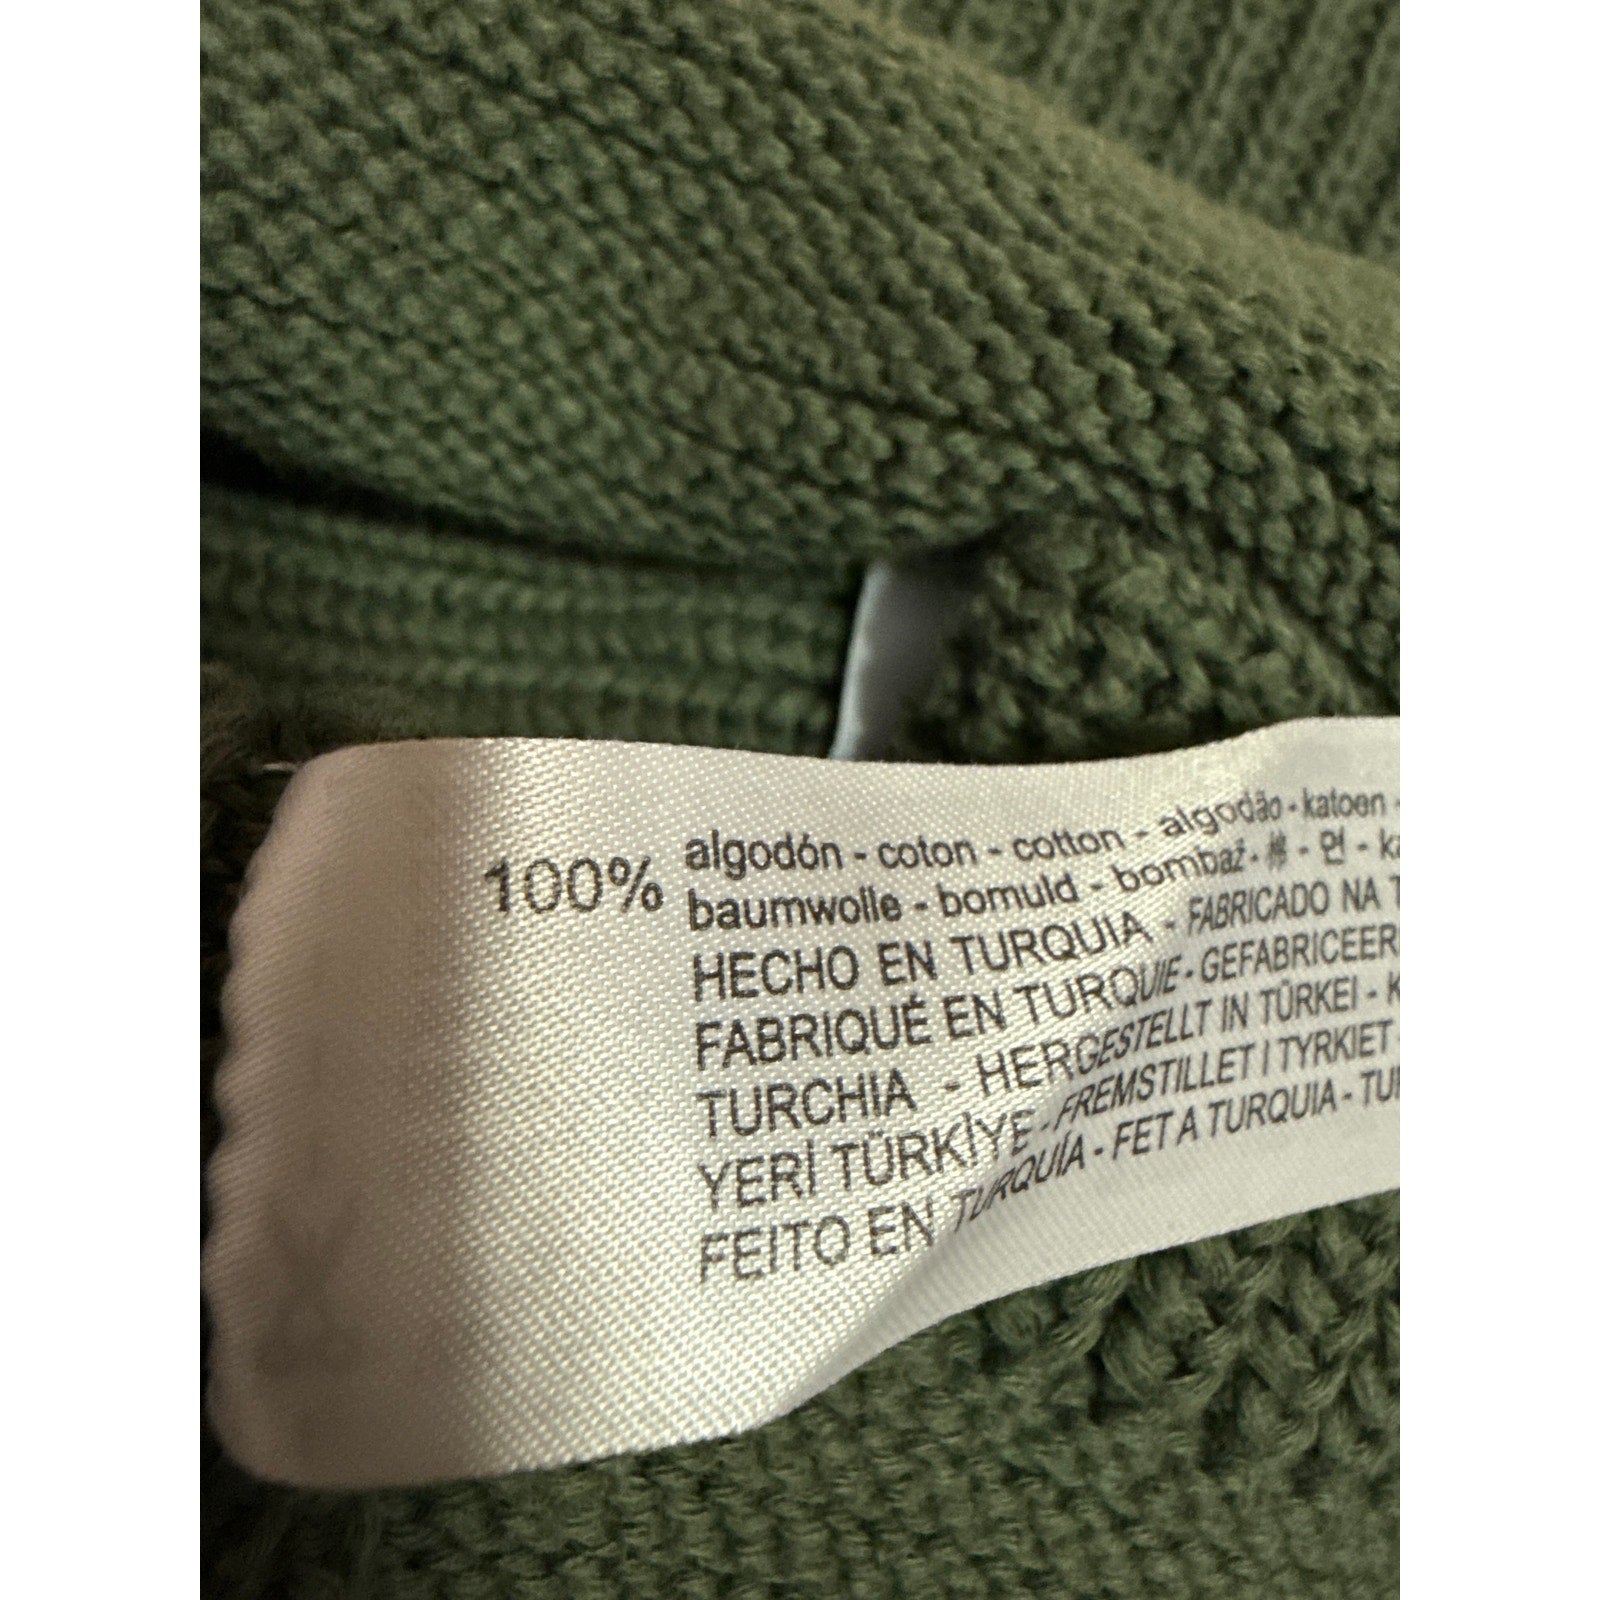 100% algodón - coton - cotton - algodão - katoen -
baumwolle - bomuld - bombaž - 棉 - 면 -
HECHO EN TURQUIA - FABRICADO NA
FABRIQUÉ EN TURQUIE - GEFABRICEER
TURCHIA - HERGESTELLT IN TÜRKEI -
YERİ TÜRKİYE - FREMSTILLET I TYRKIET -
FEITO EN TURQUÍA - FET A TURQUIA -